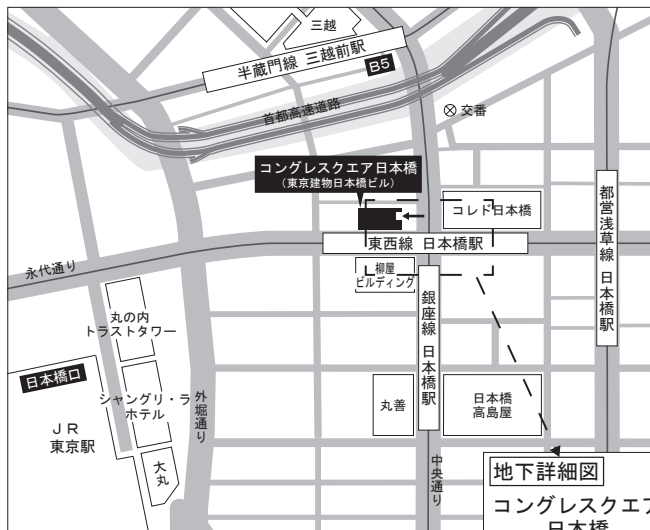 三越
半蔵門線 三越前駅
B5
首都高速道路
交番
コングレスクエア日本橋
（東京建物日本橋ビル）
コレド日本橋
都営浅草線 日本橋駅
東西線 日本橋駅
永代通り
柳屋
ビルディング
銀座線 日本橋駅
丸の内
トラストタワー
日本橋口
シャングリ・ラ
ホテル
外堀通り
丸善
日本橋
高島屋
ＪＲ
東京駅
大丸
中央通り
地下詳細図
コングレスクエア
日本橋